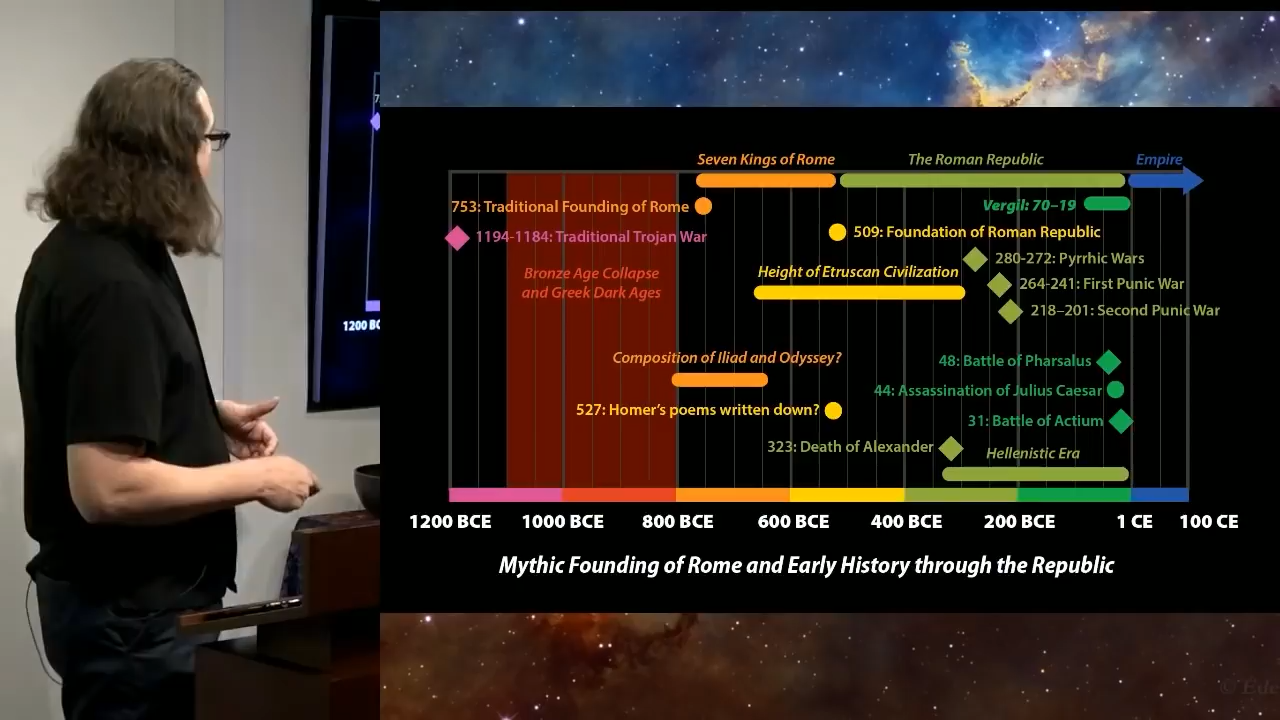 Seven Kings of Rome
The Roman Republic
Empire
753: Traditional Founding of Rome
Vergil: 70–19
1194-1184: Traditional Trojan War
509: Foundation of Roman Republic
Bronze Age Collapse
and Greek Dark Ages
Height of Etruscan Civilization
280-272: Pyrrhic Wars
264-241: First Punic War
218–201: Second Punic War
Composition of Iliad and Odyssey?
48: Battle of Pharsalus
44: Assassination of Julius Caesar
527: Homer's poems written down?
31: Battle of Actium
323: Death of Alexander
Hellenistic Era
1200 BCE 1000 BCE 800 BCE 600 BCE 400 BCE 200 BCE 1 CE 100 CE
Mythic Founding of Rome and Early History through the Republic
1200